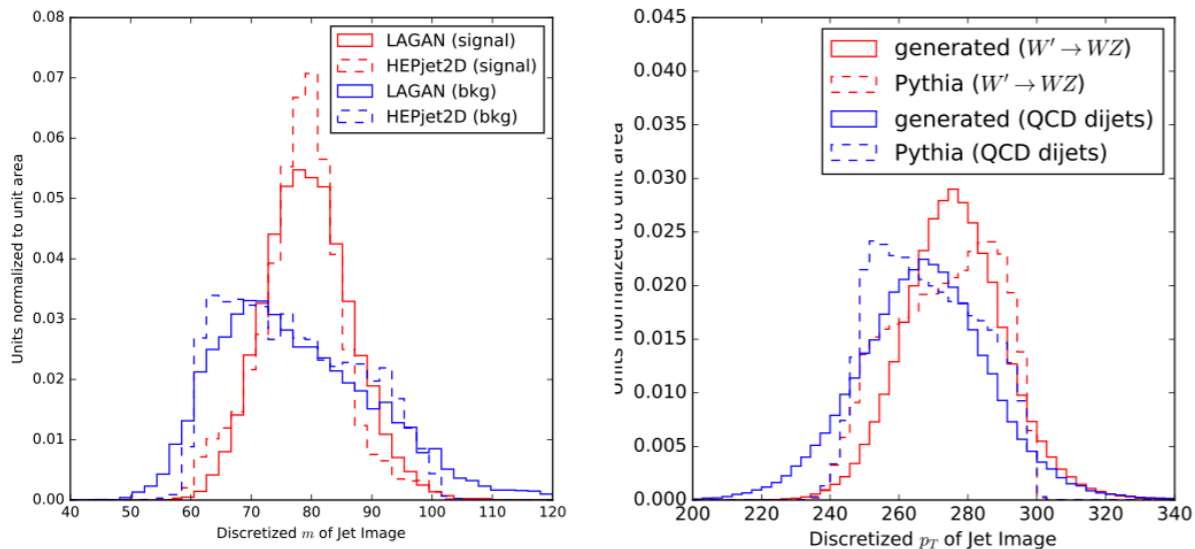 0.08
0.07
0.06
0.05
0.04
0.03
0.02
0.01
0.00
Units normalized to unit area
LAGAN (signal)
HEPjet2D (signal)
LAGAN (bkg)
HEPjet2D (bkg)
40 50 60 70 80 90 100 110 120
Discretized m of Jet Image
0.045
0.040
0.035
0.030
0.025
0.020
0.015
0.010
0.005
0.000
Units normalized to unit area
generated (W′ → WZ)
Pythia (W′ → WZ)
generated (QCD dijets)
Pythia (QCD dijets)
200 220 240 260 280 300 320 340
Discretized p_T of Jet Image